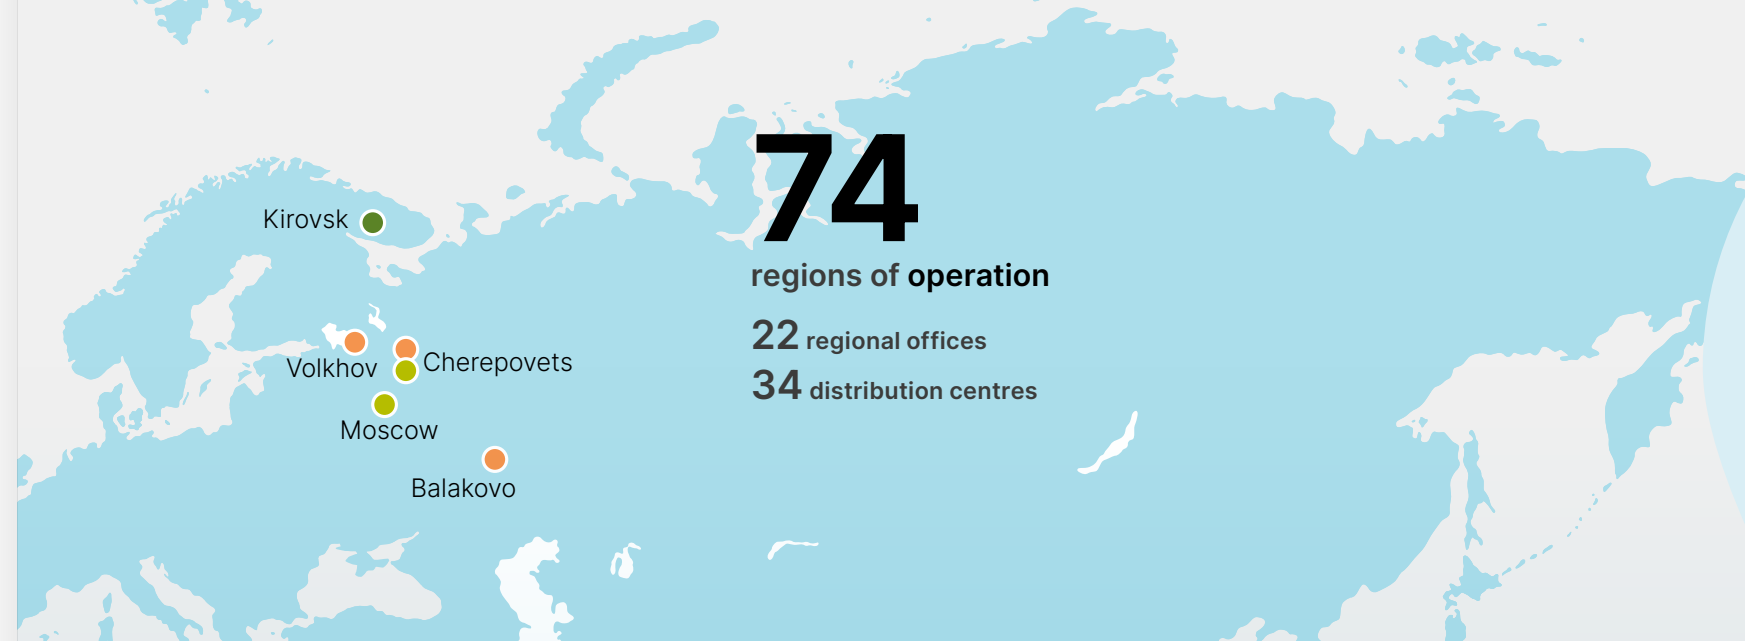 74
Kirovsk
regions of operation
22 regional offices
Volkhov
Cherepovets
34 distribution centres
Moscow
Balakovo